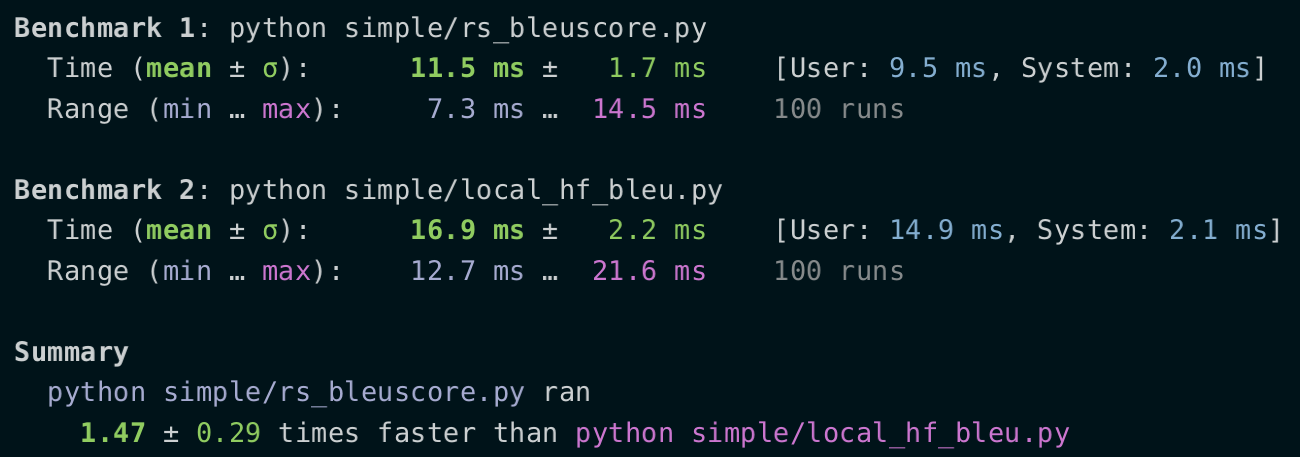 Benchmark 1: python simple/rs_bleuscore.py
Time (mean ± σ): 11.5 ms ± 1.7 ms [User: 9.5 ms, System: 2.0 ms]
Range (min … max): 7.3 ms … 14.5 ms 100 runs
Benchmark 2: python simple/local_hf_bleu.py
Time (mean ± σ): 16.9 ms ± 2.2 ms [User: 14.9 ms, System: 2.1 ms]
Range (min … max): 12.7 ms … 21.6 ms 100 runs
Summary
python simple/rs_bleuscore.py ran
1.47 ± 0.29 times faster than python simple/local_hf_bleu.py